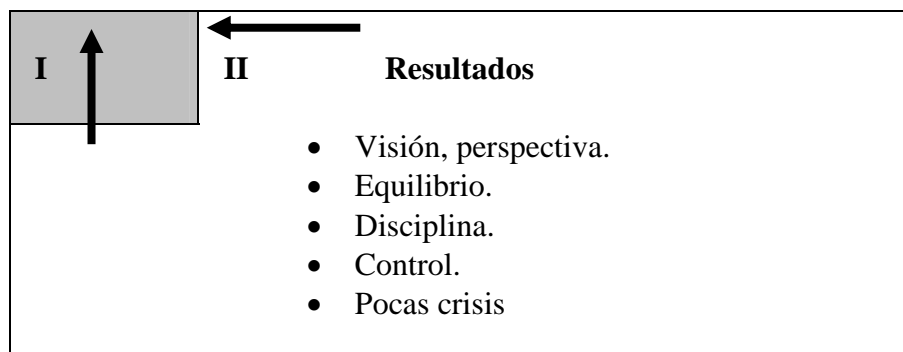 I II Resultados
• Visión, perspectiva.
• Equilibrio.
• Disciplina.
• Control.
• Pocas crisis